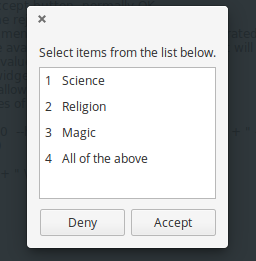 Select items from the list below.
1 Science
2 Religion
3 Magic
4 All of the above
Deny Accept